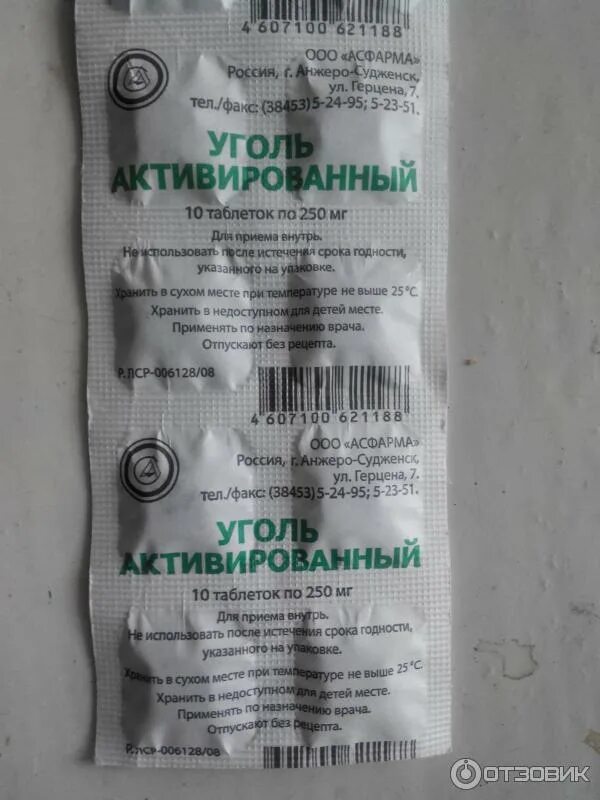 4 607100 621188
ООО «АСФАРМА»
Россия, г. Анжеро-Судженск,
ул. Герцена, 7.
тел./факс: (38453) 5-24-95; 5-23-51.
УГОЛЬ
АКТИВИРОВАННЫЙ
10 таблеток по 250 мг
Для приема внутрь.
Не использовать после истечения срока годности,
указанного на упаковке.
Хранить в сухом месте при температуре не выше 25 °С.
Хранить в недоступном для детей месте.
Применять по назначению врача.
Отпускают без рецепта.
Р.ЛСР-006128/08
4 607100 621188
ООО «АСФАРМА»
Россия, г. Анжеро-Судженск,
ул. Герцена, 7.
тел./факс: (38453) 5-24-95; 5-23-51.
УГОЛЬ
АКТИВИРОВАННЫЙ
10 таблеток по 250 мг
Для приема внутрь.
Не использовать после истечения срока годности,
указанного на упаковке.
Хранить в сухом месте при температуре не выше 25 °С.
Хранить в недоступном для детей месте.
Применять по назначению врача.
Отпускают без рецепта.
Р.ЛСР-006128/08
ОТЗОВИК